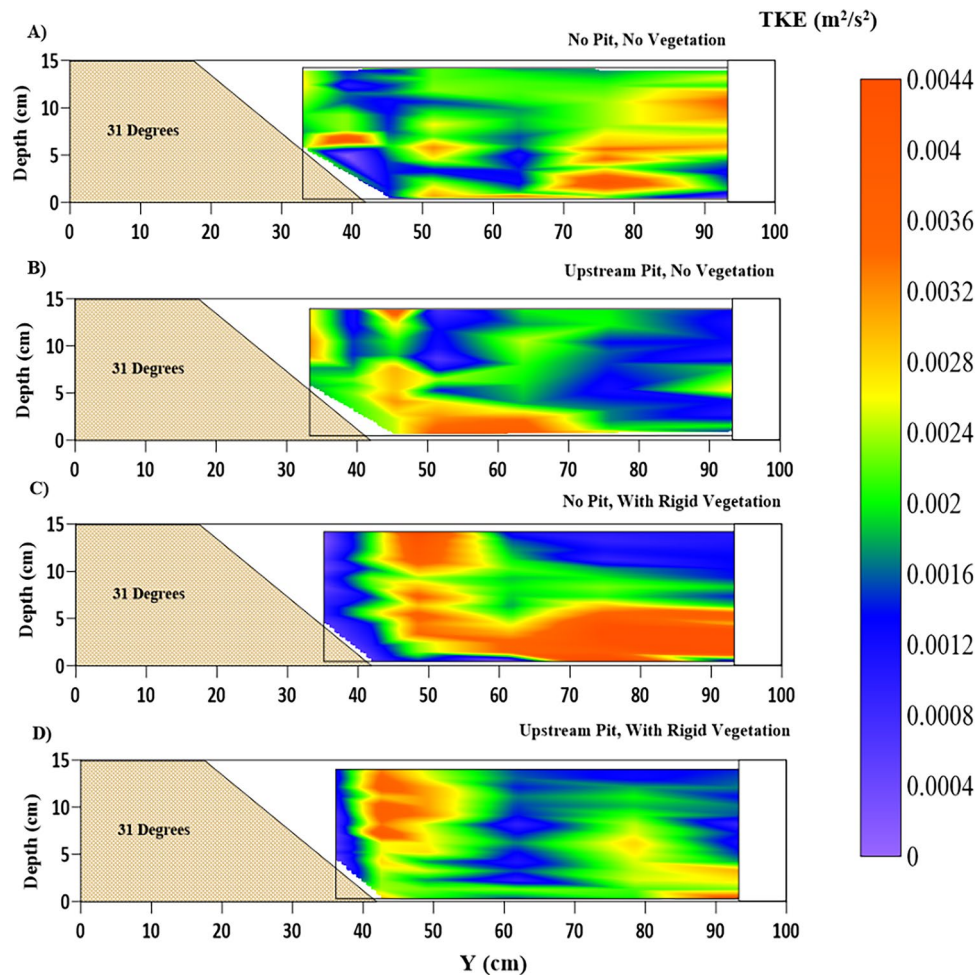 TKE (m²/s²)
A)
No Pit, No Vegetation
15
10
5
0
Depth (cm)
31 Degrees
0 10 20 30 40 50 60 70 80 90 100
B)
Upstream Pit, No Vegetation
15
10
5
0
Depth (cm)
31 Degrees
0 10 20 30 40 50 60 70 80 90 100
C)
No Pit, With Rigid Vegetation
15
10
5
0
Depth (cm)
31 Degrees
0 10 20 30 40 50 60 70 80 90 100
D)
Upstream Pit, With Rigid Vegetation
15
10
5
0
Depth (cm)
31 Degrees
0 10 20 30 40 50 60 70 80 90 100
Y (cm)
0.0044
0.004
0.0036
0.0032
0.0028
0.0024
0.002
0.0016
0.0012
0.0008
0.0004
0